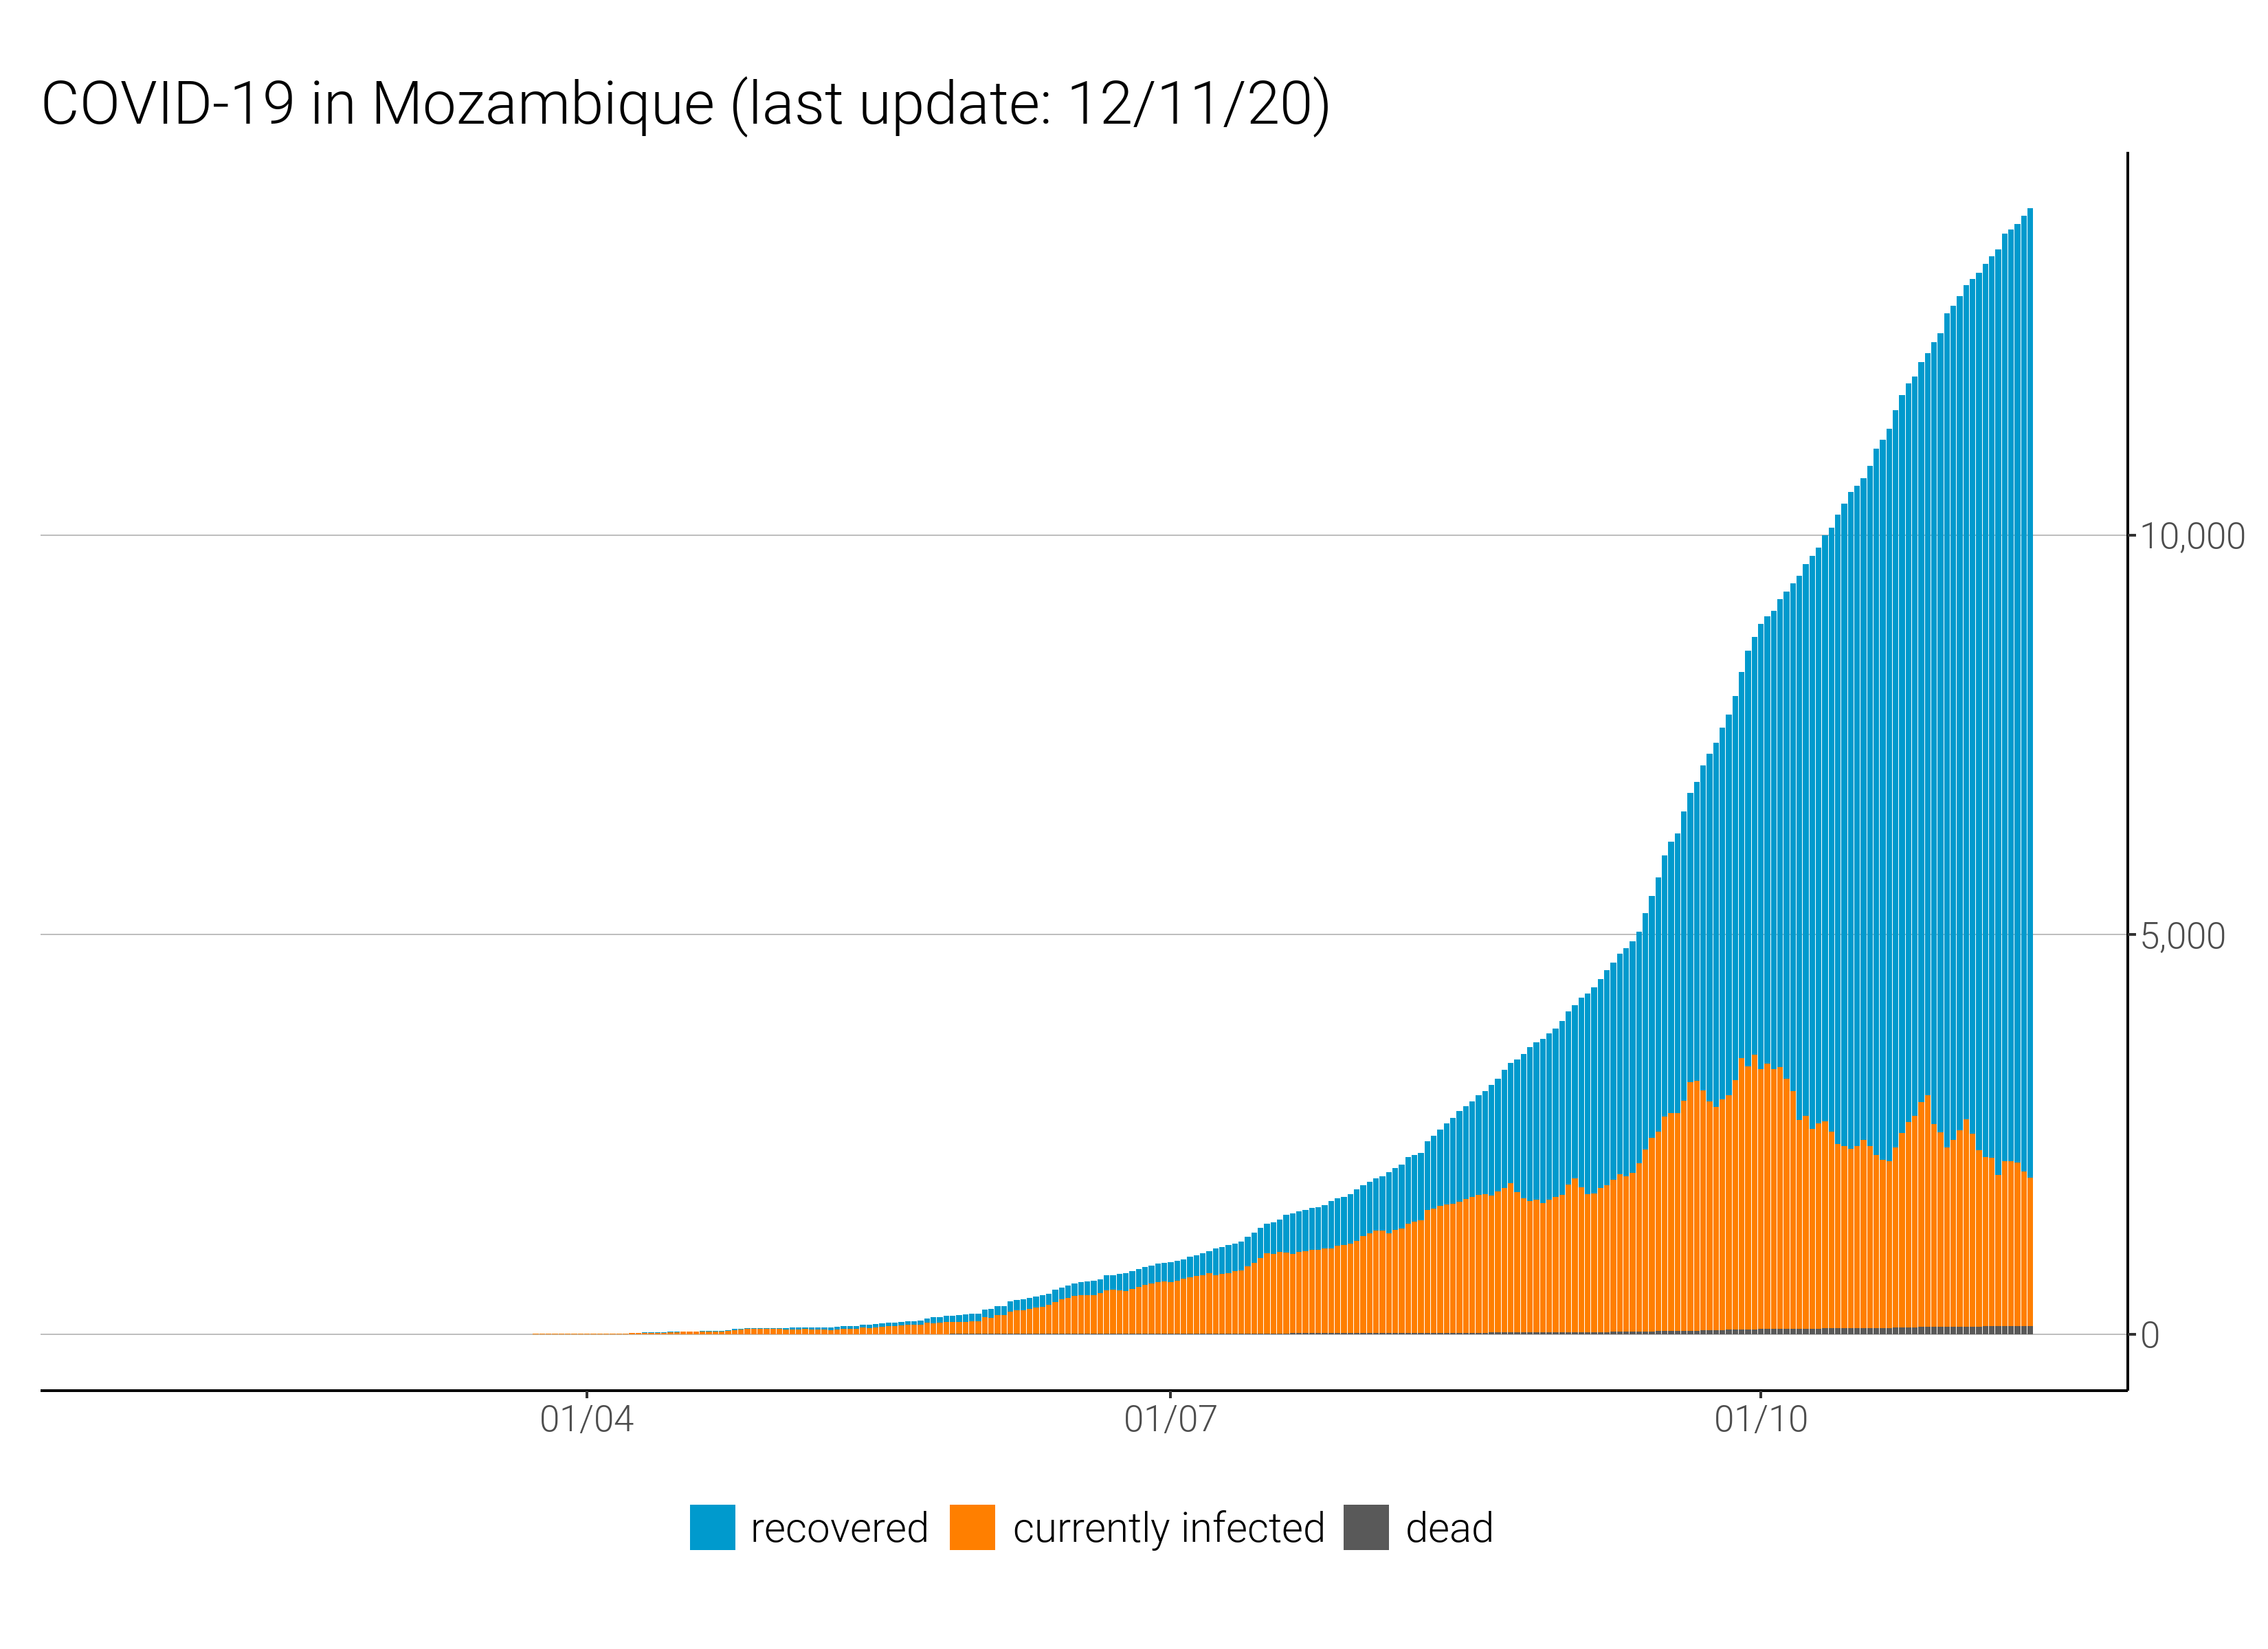 COVID-19 in Mozambique (last update: 12/11/20)
10,000
5,000
0
01/04 01/07 01/10
recovered currently infected dead